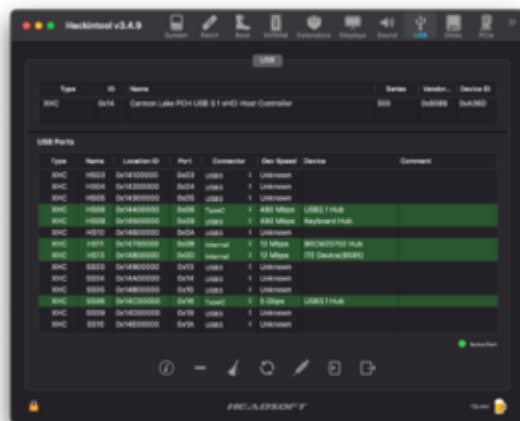 Hackintool v3.4.9
System Patch Boot NVRAM Extensions Displays Sound USB Disks PCIe
USB
Type ID Name Series Vendor... Device ID
XHC 0x14 Cannon Lake PCH USB 3.1 xHCI Host Controller 300 0x8086 0xA36D
USB Ports
Type Name Location ID Port Connector Dev Speed Device Comment
XHC HS03 0x14100000 0x03 USB3 Unknown
XHC HS04 0x14200000 0x04 USB3 Unknown
XHC HS05 0x14300000 0x05 USB3 Unknown
XHC HS06 0x14400000 0x06 TypeC 480 Mbps USB2.1 Hub
XHC HS09 0x14500000 0x09 USB3 480 Mbps Keyboard Hub
XHC HS10 0x14600000 0x0A USB3 Unknown
XHC HS11 0x14700000 0x0B Internal 12 Mbps BRCM20702 Hub
XHC HS13 0x14800000 0x0D Internal 12 Mbps ITE Device(8595)
XHC SS03 0x14900000 0x13 USB3 Unknown
XHC SS04 0x14A00000 0x14 USB3 Unknown
XHC SS05 0x14B00000 0x15 USB3 Unknown
XHC SS06 0x14C00000 0x16 TypeC 5 Gbps USB3.1 Hub
XHC SS09 0x14D00000 0x19 USB3 Unknown
XHC SS10 0x14E00000 0x1A USB3 Unknown
Active Port
HEADSOFT